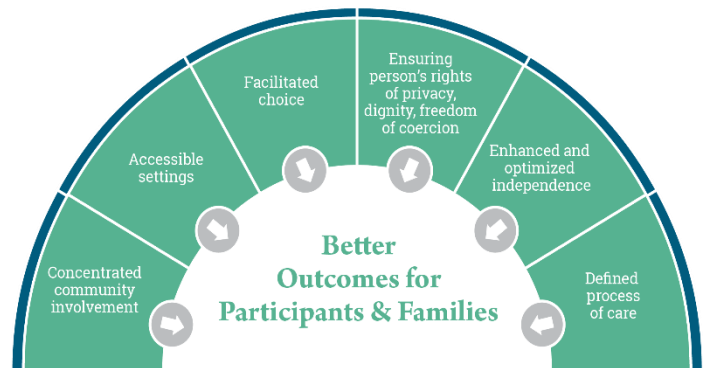 Concentrated
community
involvement
Accessible
settings
Facilitated
choice
Ensuring
person's rights
of privacy,
dignity, freedom
of coercion
Enhanced and
optimized
independence
Defined
process
of care
Better
Outcomes for
Participants & Families